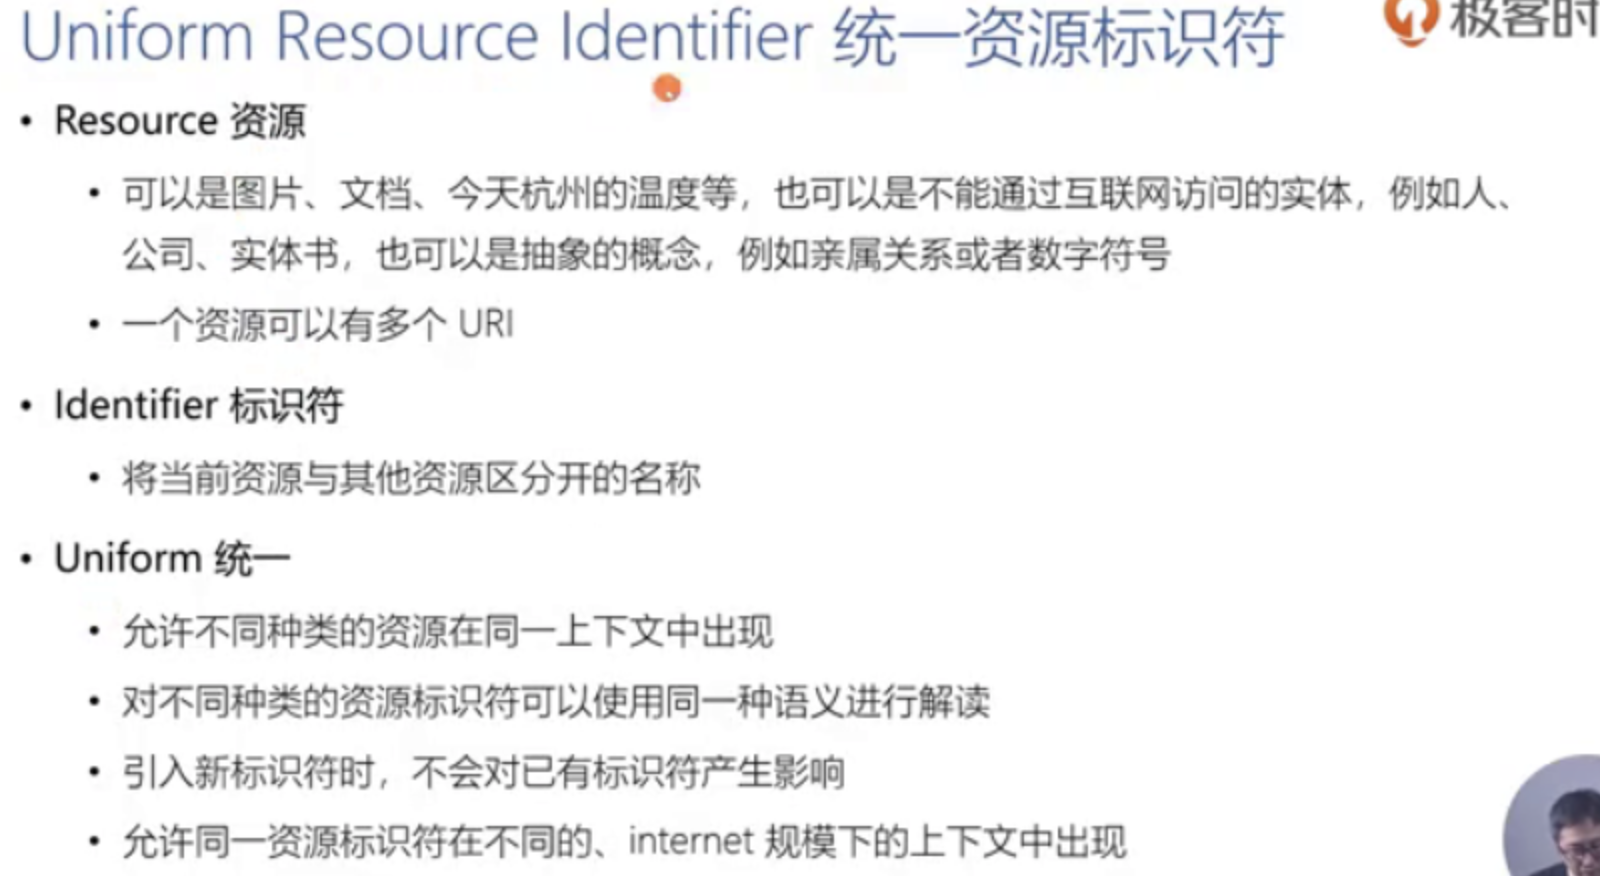 Uniform Resource Identifier 统一资源标识符
极客时
• Resource 资源
• 可以是图片、文档、今天杭州的温度等，也可以是不能通过互联网访问的实体，例如人、
公司、实体书，也可以是抽象的概念，例如亲属关系或者数字符号
• 一个资源可以有多个 URI
• Identifier 标识符
• 将当前资源与其他资源区分开的名称
• Uniform 统一
• 允许不同种类的资源在同一上下文中出现
• 对不同种类的资源标识符可以使用同一种语义进行解读
• 引入新标识符时，不会对已有标识符产生影响
• 允许同一资源标识符在不同的、internet 规模下的上下文中出现